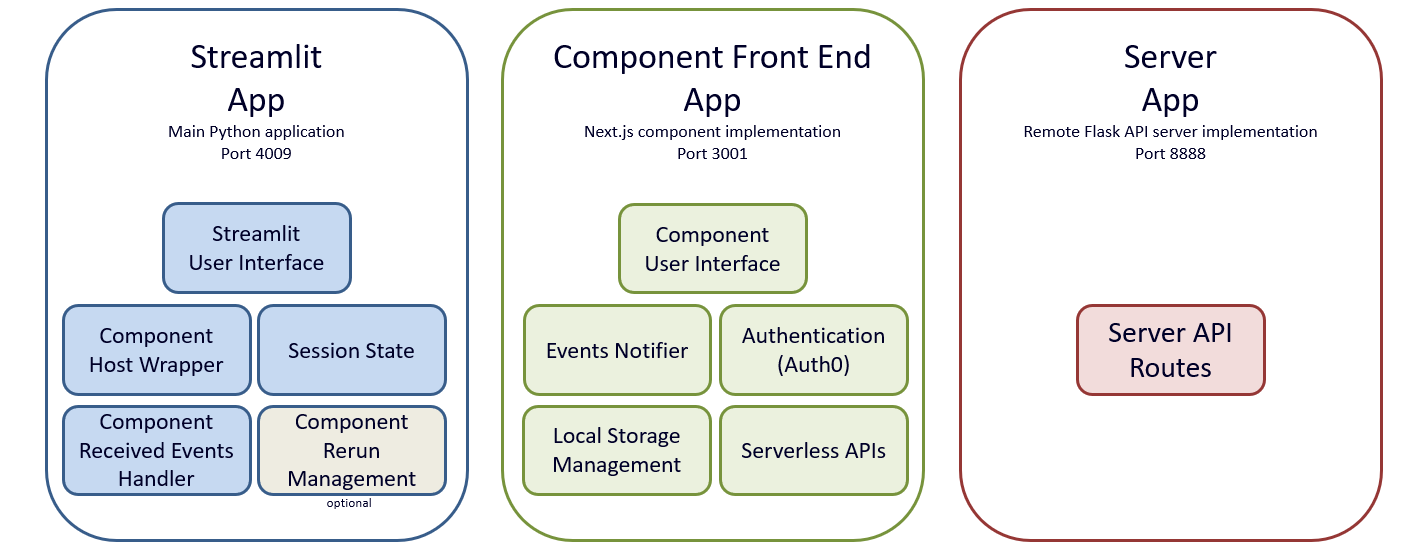 Streamlit
App
Main Python application
Port 4009
Streamlit
User Interface
Component
Host Wrapper
Session State
Component
Received Events
Handler
Component
Rerun
Management
optional
Component Front End
App
Next.js component implementation
Port 3001
Component
User Interface
Events Notifier
Authentication
(Auth0)
Local Storage
Management
Serverless APIs
Server
App
Remote Flask API server implementation
Port 8888
Server API
Routes